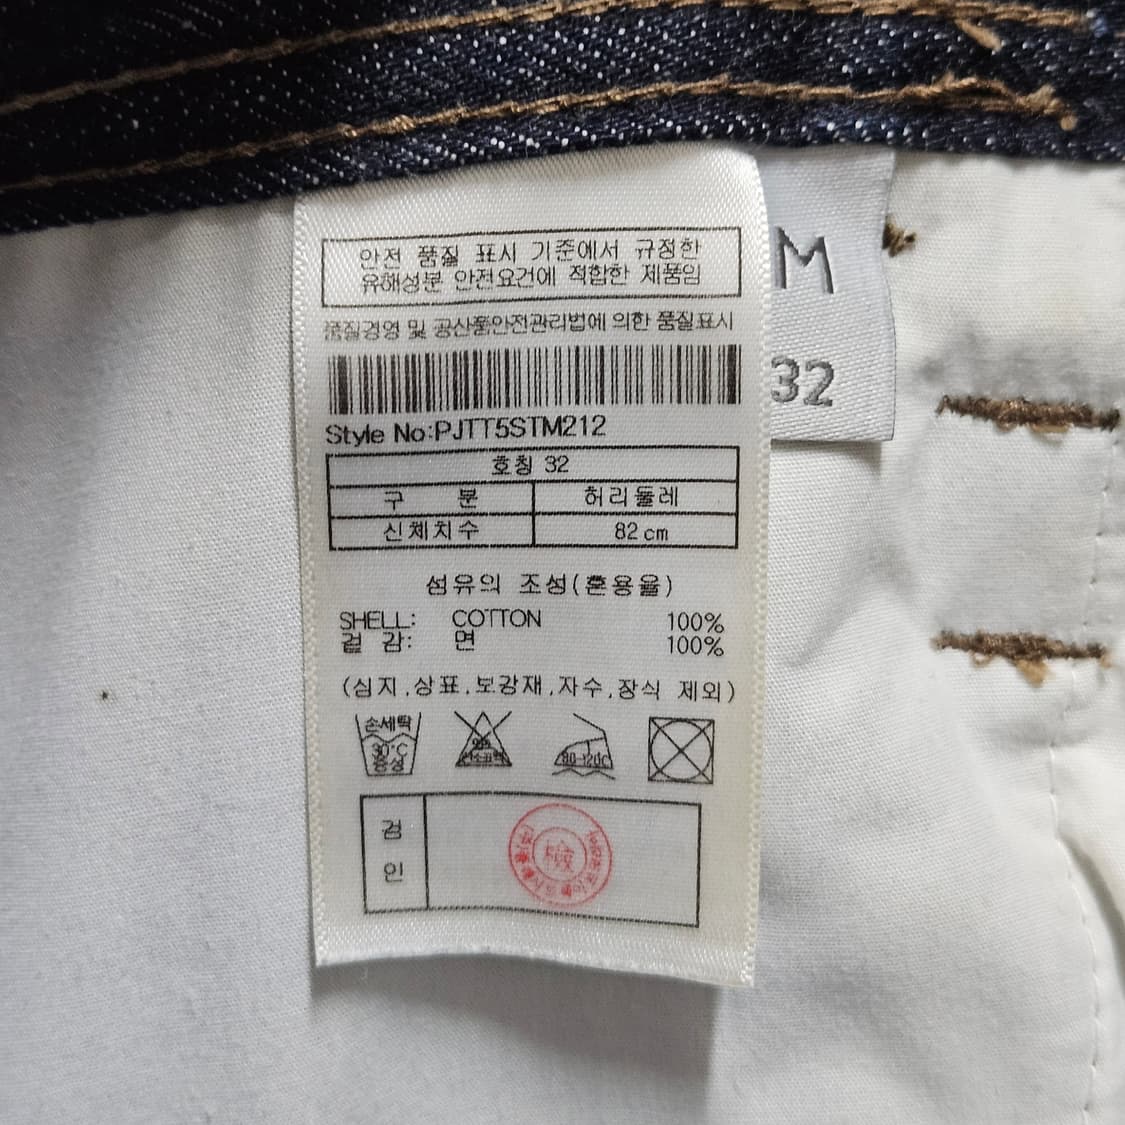 안전 품질 표시 기준에서 규정한
유해성분 안전요건에 적합한 제품임
품질경영 및 공산품안전관리법에 의한 품질표시
Style No:PJTT5STM212
호칭 32
구 분 허리둘레
신체치수 82 cm
섬유의 조성(혼용율)
SHELL: COTTON 100%
겉 감: 면 100%
(심지,상표,보강재,자수,장식 제외)
손세탁
30°C
중성
80-120C
검
인
檢
M
32